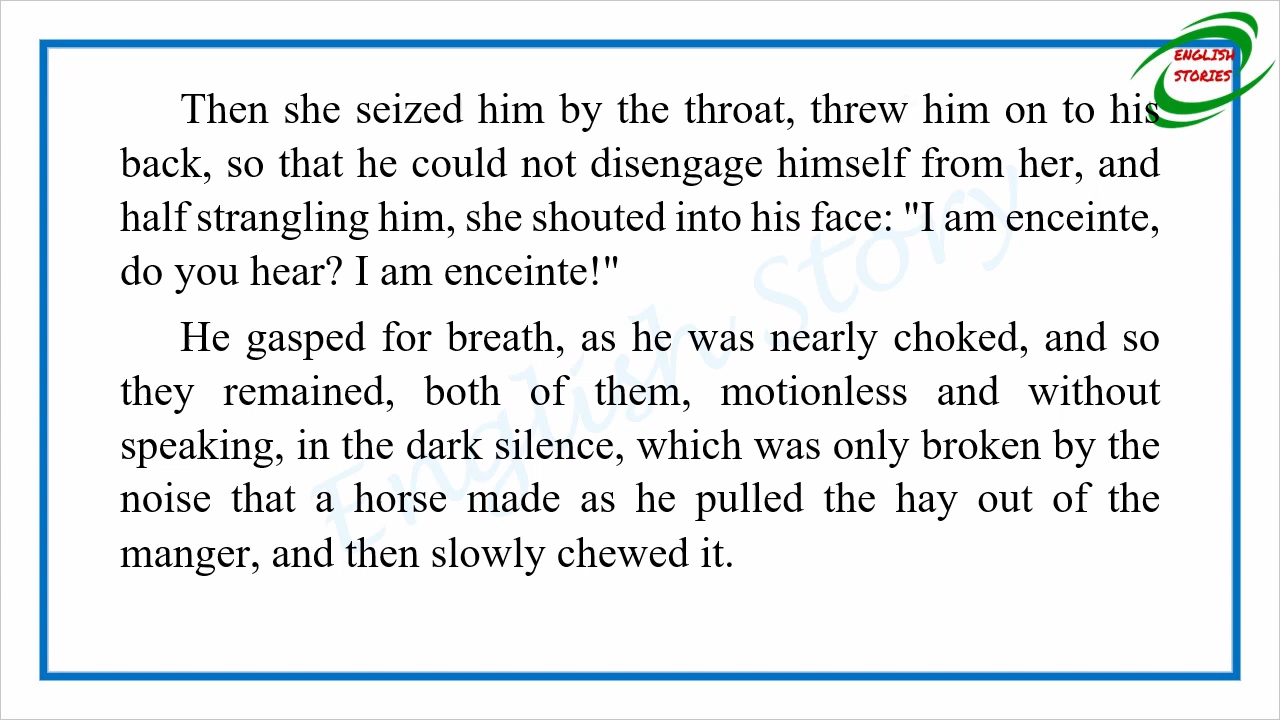 ENGLISH
STORIES
Then she seized him by the throat, threw him on to his
back, so that he could not disengage himself from her, and
half strangling him, she shouted into his face: "I am enceinte,
do you hear? I am enceinte!"
He gasped for breath, as he was nearly choked, and so
they remained, both of them, motionless and without
speaking, in the dark silence, which was only broken by the
noise that a horse made as he pulled the hay out of the
manger, and then slowly chewed it.
English Story